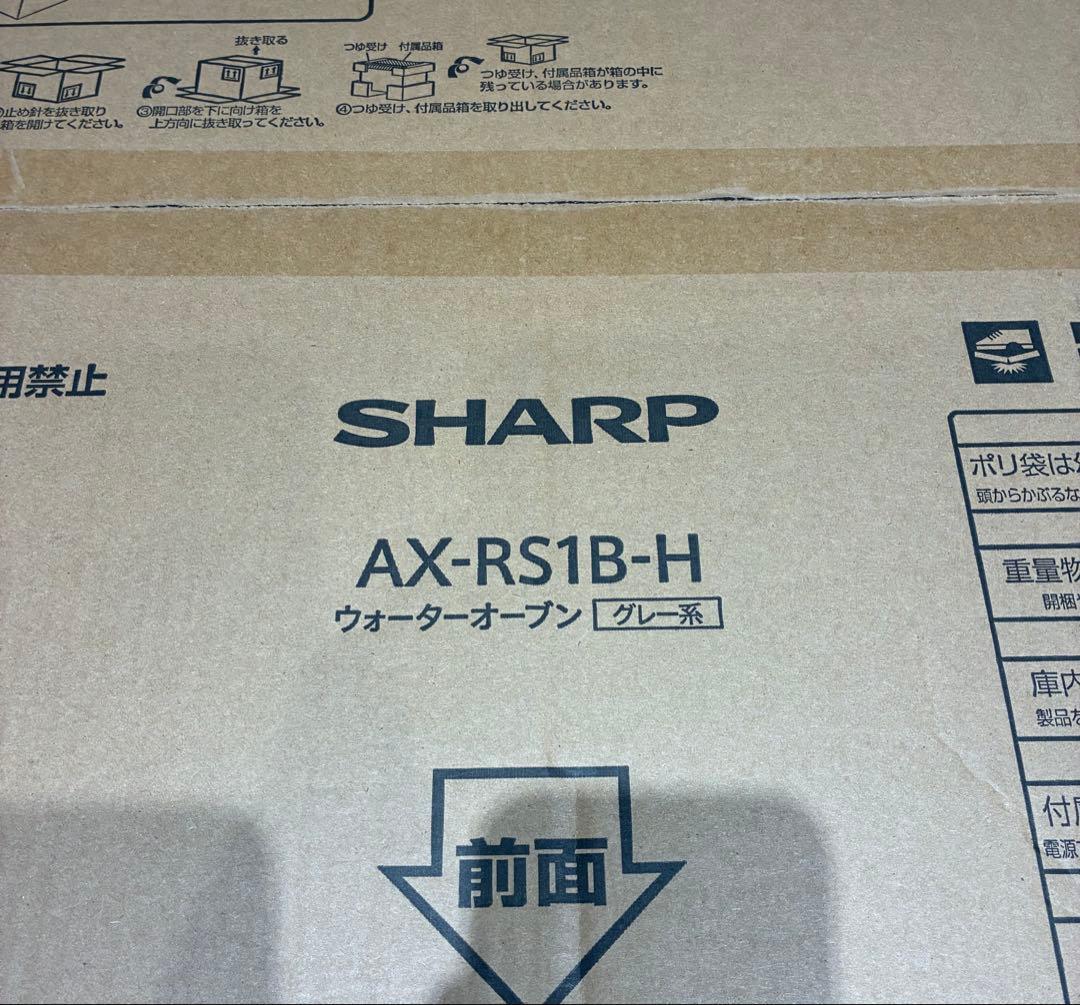 抜き取る
つゆ受け 付属品箱
つゆ受け、付属品箱が箱の中に
残っている場合があります。
止め針を抜き取り
箱を開けてください。
③開口部を下に向け箱を
上方向に抜き取ってください。
④つゆ受け、付属品箱を取り出してください。
用禁止
SHARP
AX-RS1B-H
ウォーターオーブン グレー系
前面
ポリ袋は
頭からかぶるな
重量物
開梱
庫内
製品を
付属
電源